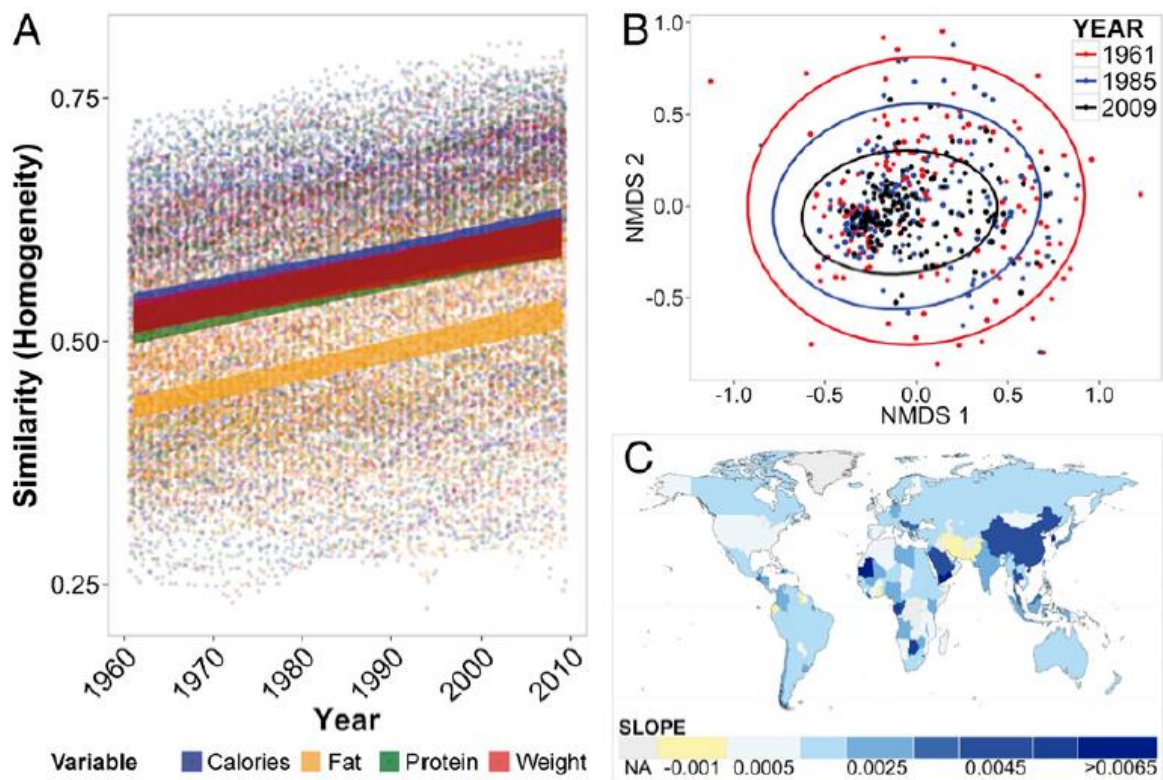 A
Similarity (Homogeneity)
0.75
0.50
0.25
1960
1970
1980
1990
2000
2010
Year
Variable Calories Fat Protein Weight
B
YEAR
1961
1985
2009
NMDS 2
1.0
0.5
0.0
-0.5
-1.0 -0.5 0.0 0.5 1.0
NMDS 1
C
SLOPE
NA -0.001 0.0005 0.0025 0.0045 >0.0065